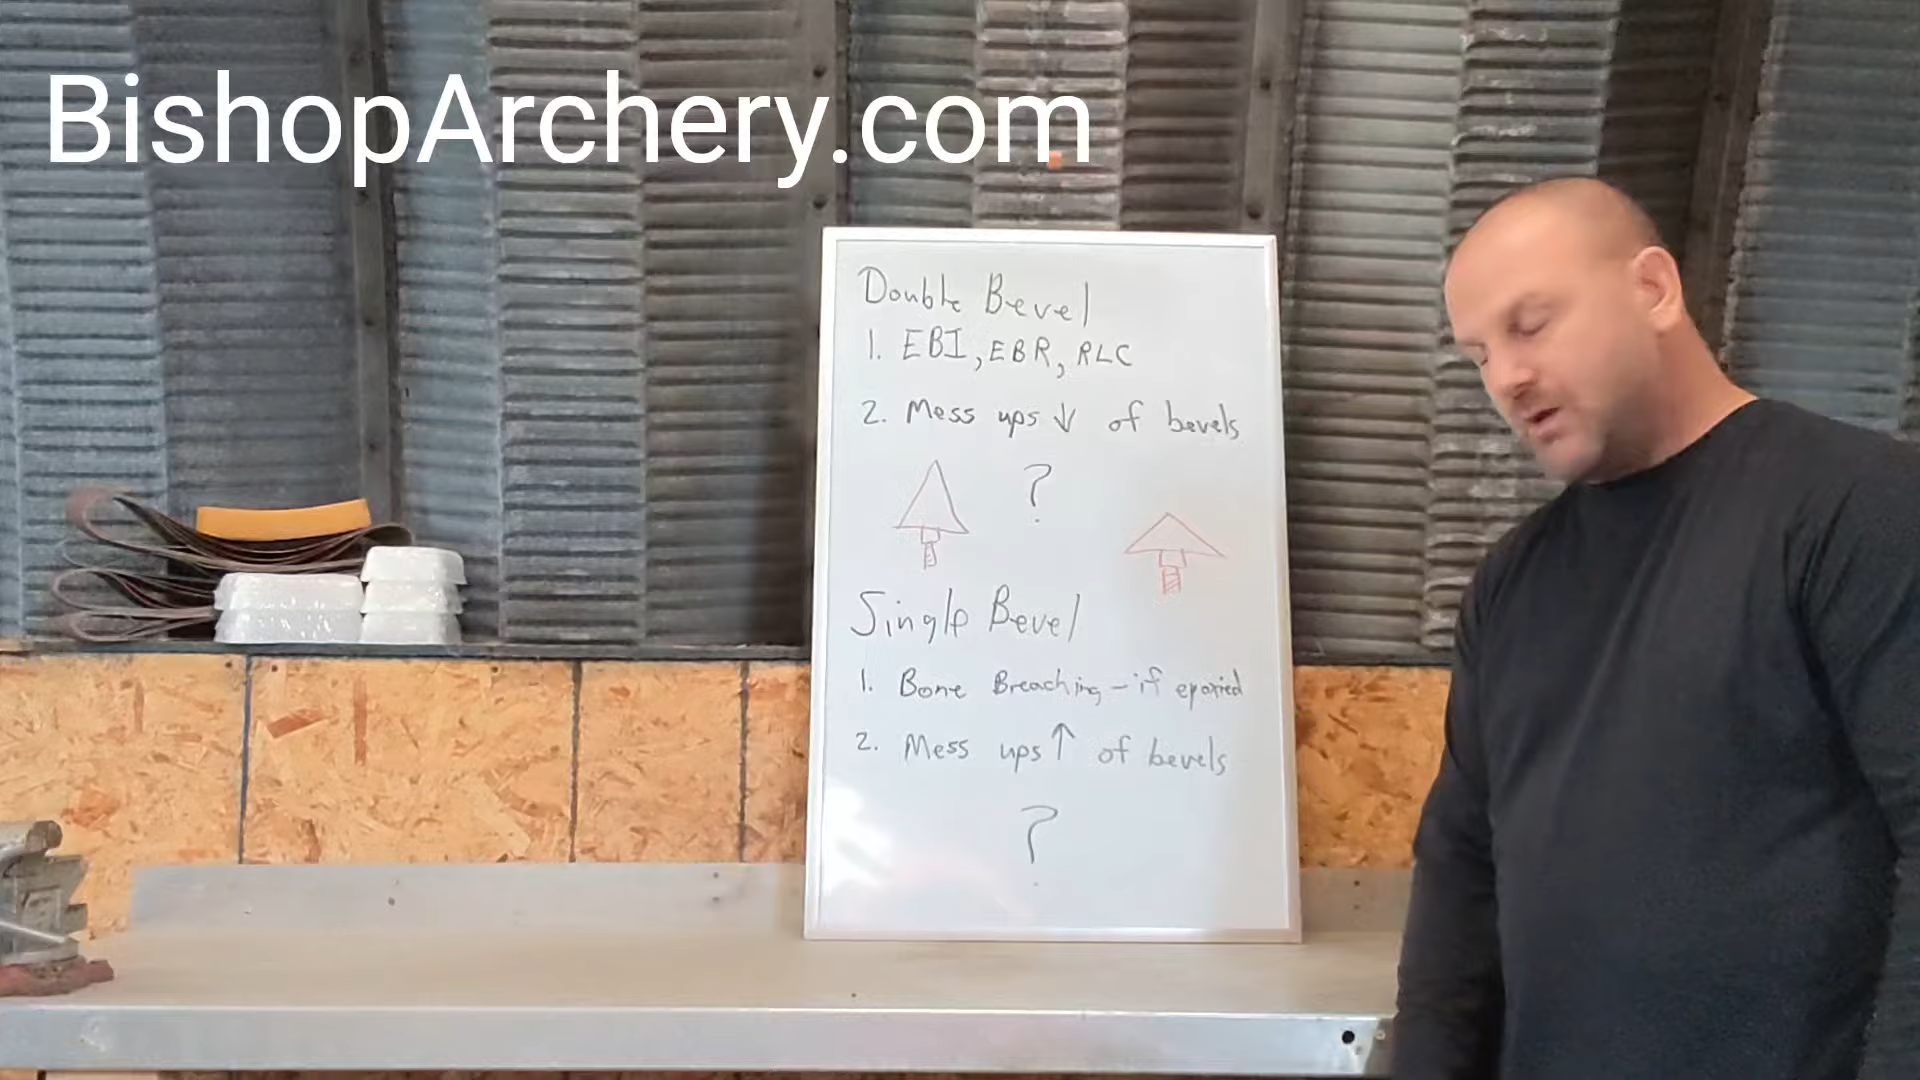 BishopArchery.com
Double Bevel
1. EBI, EBR, RLC
2. Mess ups ↓ of bevels
?
Single Bevel
1. Bone Breaching - if epoxied
2. Mess ups ↑ of bevels
?